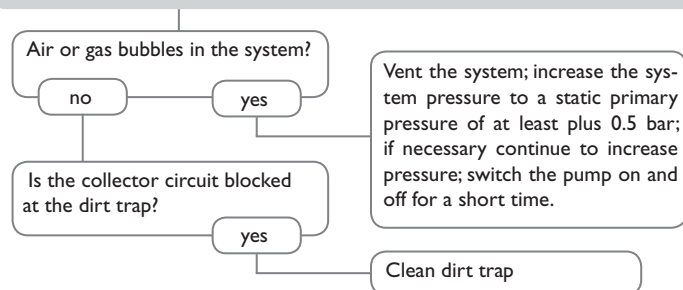 Air or gas bubbles in the system?
no
yes
Vent the system; increase the sys-
tem pressure to a static primary
pressure of at least plus 0.5 bar;
if necessary continue to increase
pressure; switch the pump on and
off for a short time.
Is the collector circuit blocked
at the dirt trap?
yes
Clean dirt trap